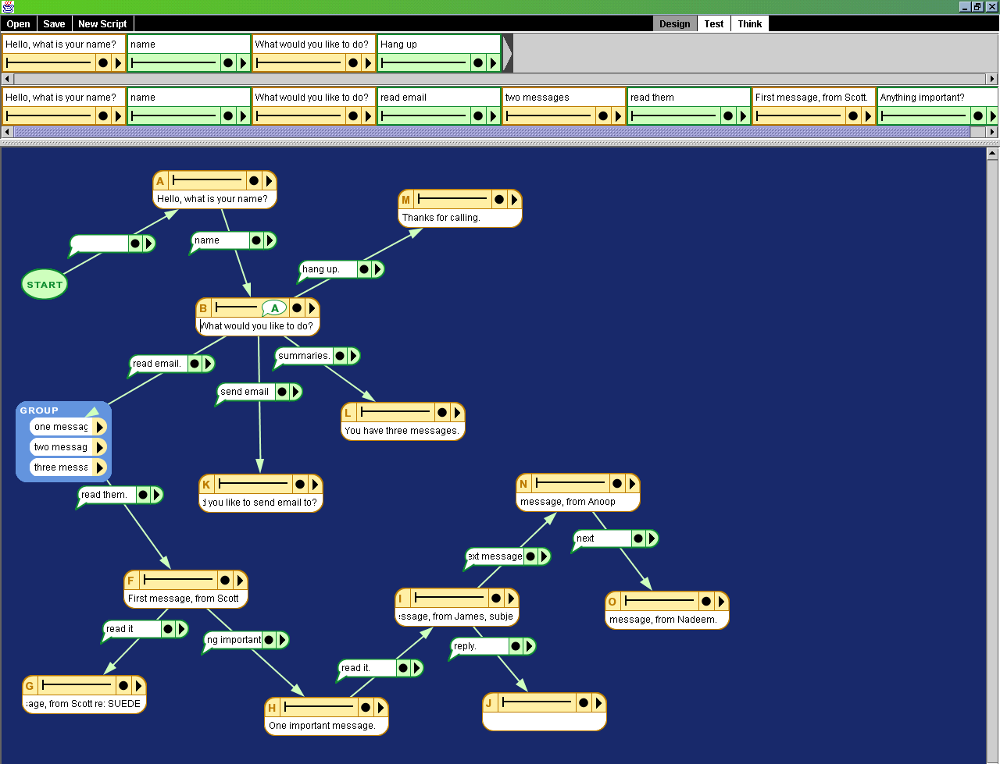 Open Save New Script Design Test Think
Hello, what is your name? name What would you like to do? Hang up
Hello, what is your name? name What would you like to do? read email two messages read them First message, from Scott. Anything important?
A
Hello, what is your name?
M
Thanks for calling.
name
hang up.
START
B A
What would you like to do?
read email.
summaries.
send email
GROUP
one messag
two messag
three messa
L
You have three messages.
read them.
K
d you like to send email to?
N
message, from Anoop
next
ext message
F
First message, from Scott
I
ssage, from James, subje
O
message, from Nadeem.
read it
ng important
reply.
read it.
G
age, from Scott re: SUEDE
H
One important message.
J